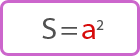 S = a²